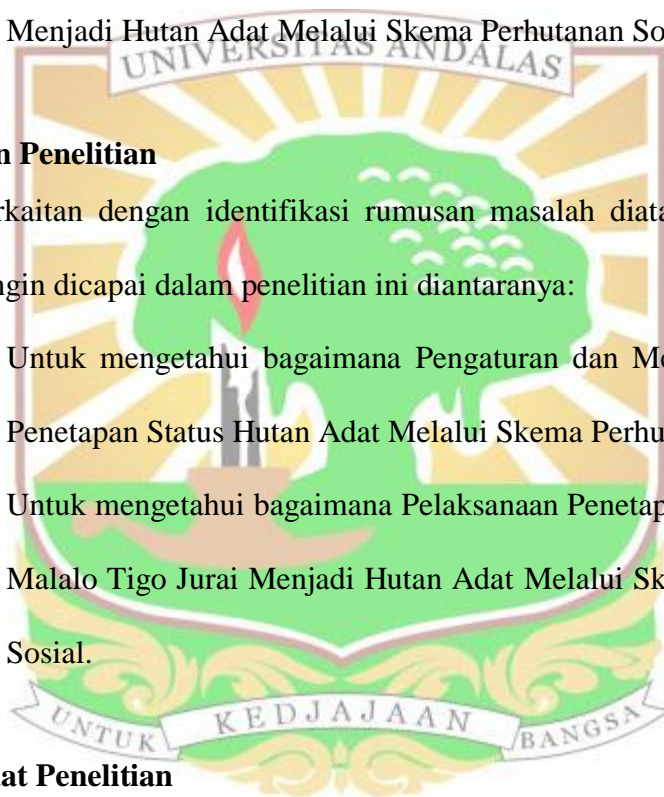 Menjadi Hutan Adat Melalui Skema Perhutanan So
UNIVERSITAS ANDALAS
n Penelitian
rkaitan dengan identifikasi rumusan masalah diata
ngin dicapai dalam penelitian ini diantaranya:
Untuk mengetahui bagaimana Pengaturan dan Me
Penetapan Status Hutan Adat Melalui Skema Perhu
Untuk mengetahui bagaimana Pelaksanaan Penetap
Malalo Tigo Jurai Menjadi Hutan Adat Melalui Sk
Sosial.
UNTUK KEDJAJAAN BANGSA
at Penelitian